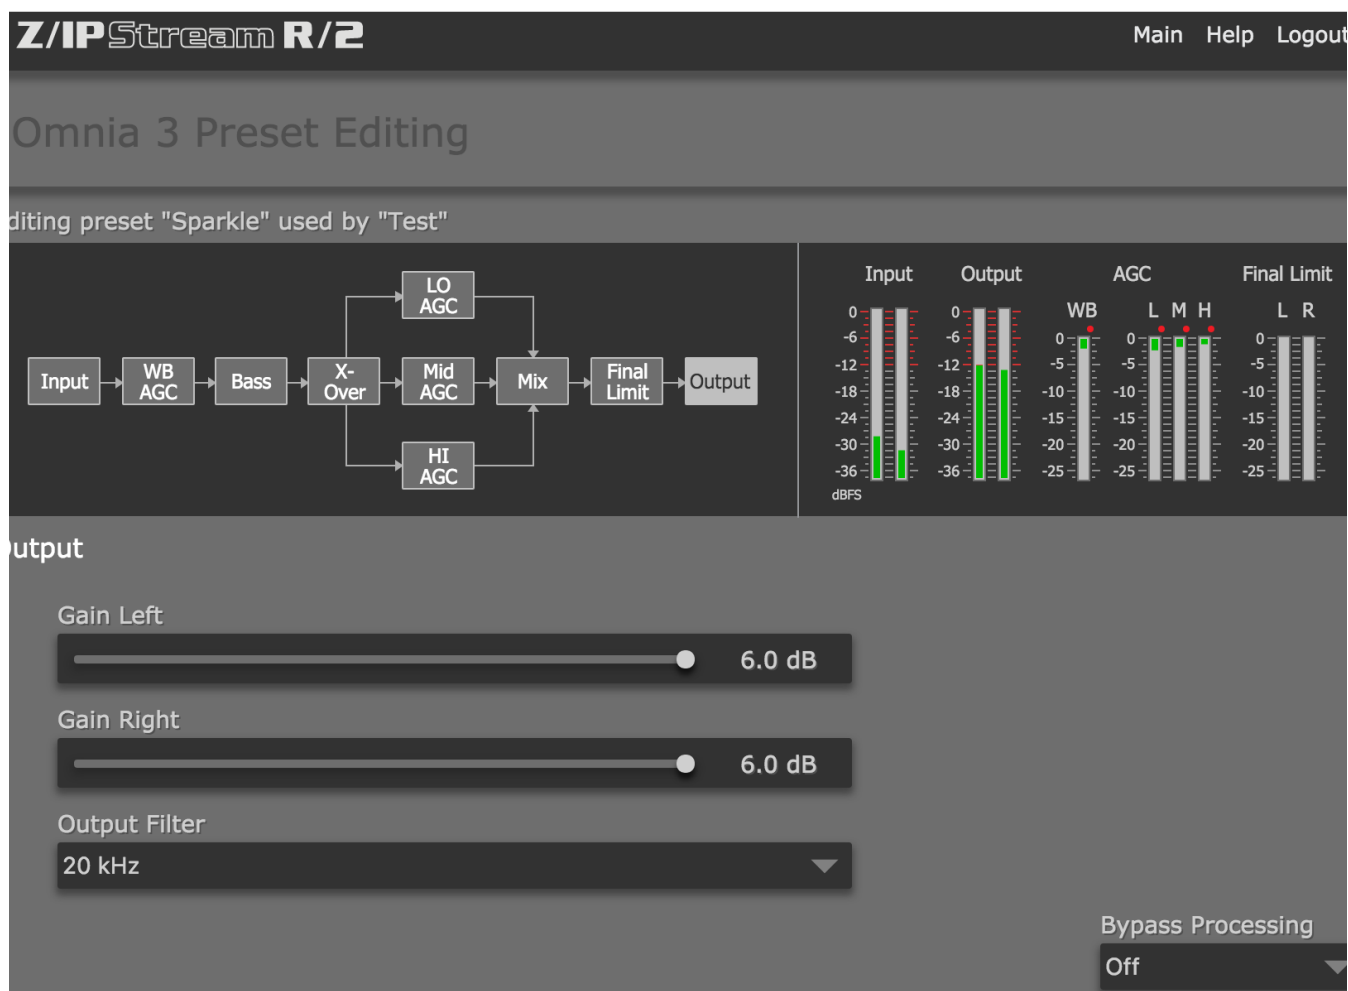 Z/IPStream R/2
Main Help Logout
Omnia 3 Preset Editing
diting preset "Sparkle" used by "Test"
Input
WB
AGC
Bass
X-
Over
LO
AGC
Mid
AGC
HI
AGC
Mix
Final
Limit
Output
Input Output AGC Final Limit
WB L M H L R
0
-6
-12
-18
-24
-30
-36
dBFS
0
-6
-12
-18
-24
-30
-36
0
-5
-10
-15
-20
-25
0
-5
-10
-15
-20
-25
0
-5
-10
-15
-20
-25
Output
Gain Left
6.0 dB
Gain Right
6.0 dB
Output Filter
20 kHz
Bypass Processing
Off